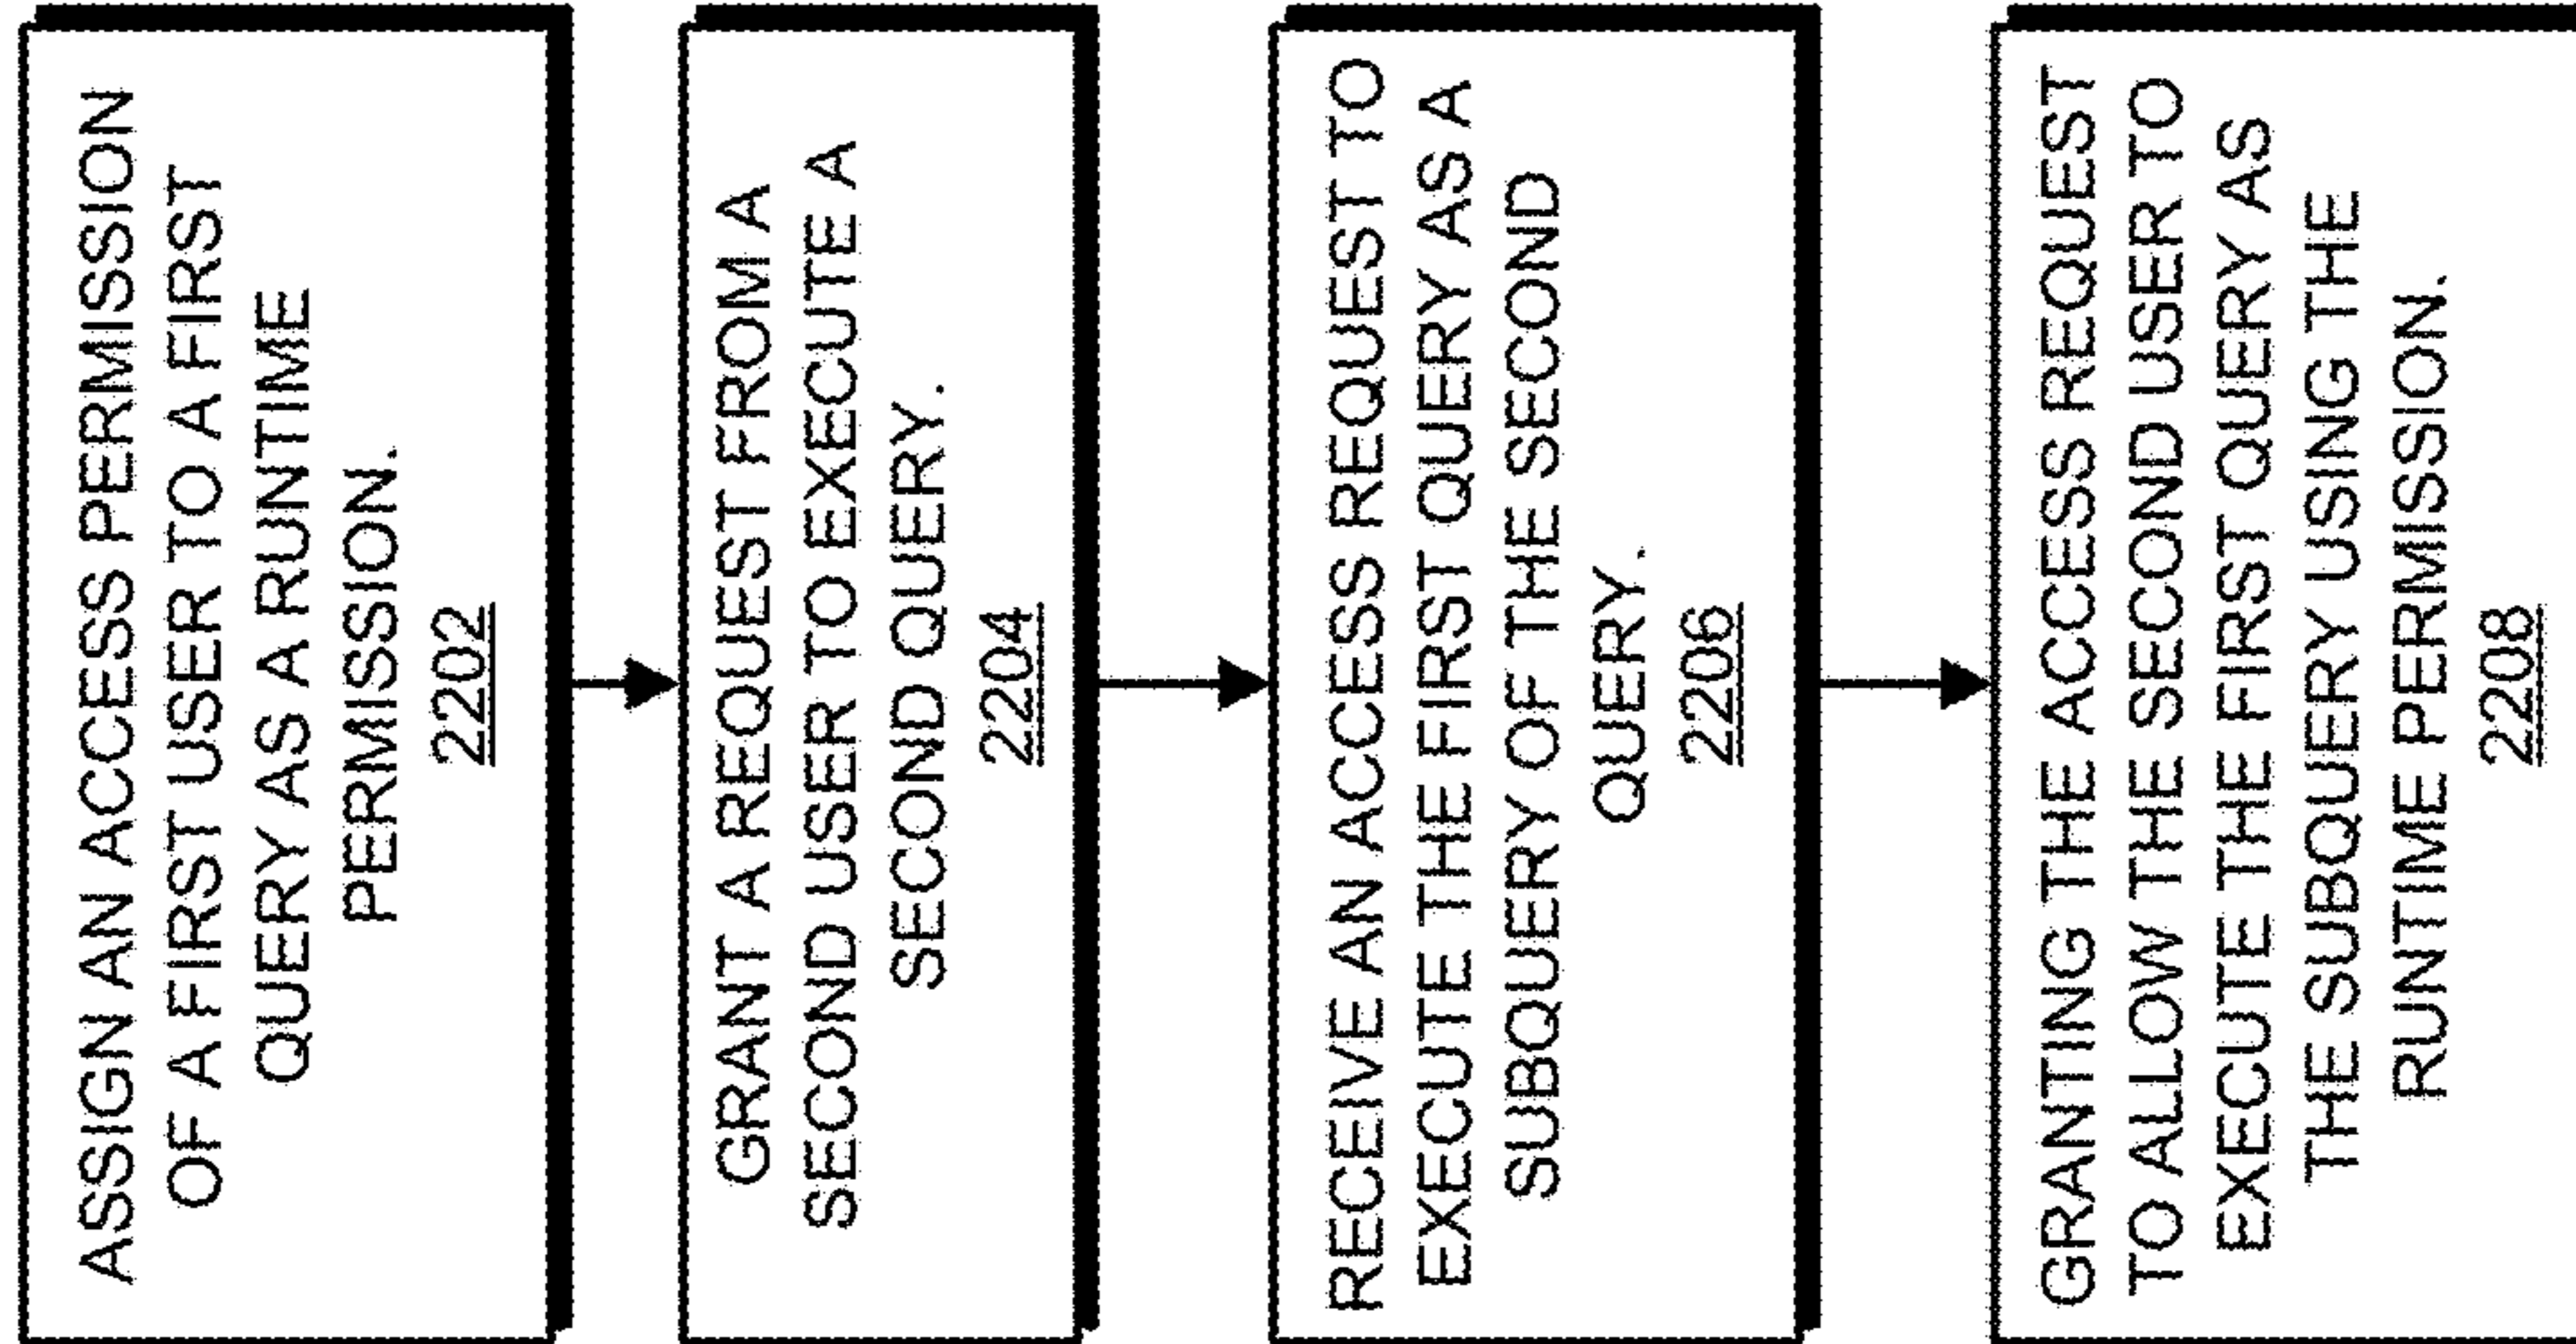 ASSIGN AN ACCESS PERMISSION
OF A FIRST USER TO A FIRST
QUERY AS A RUNTIME
PERMISSION.
2202
GRANT A REQUEST FROM A
SECOND USER TO EXECUTE A
SECOND QUERY.
2204
RECEIVE AN ACCESS REQUEST TO
EXECUTE THE FIRST QUERY AS A
SUBQUERY OF THE SECOND
QUERY.
2206
GRANTING THE ACCESS REQUEST
TO ALLOW THE SECOND USER TO
EXECUTE THE FIRST QUERY AS
THE SUBQUERY USING THE
RUNTIME PERMISSION.
2208